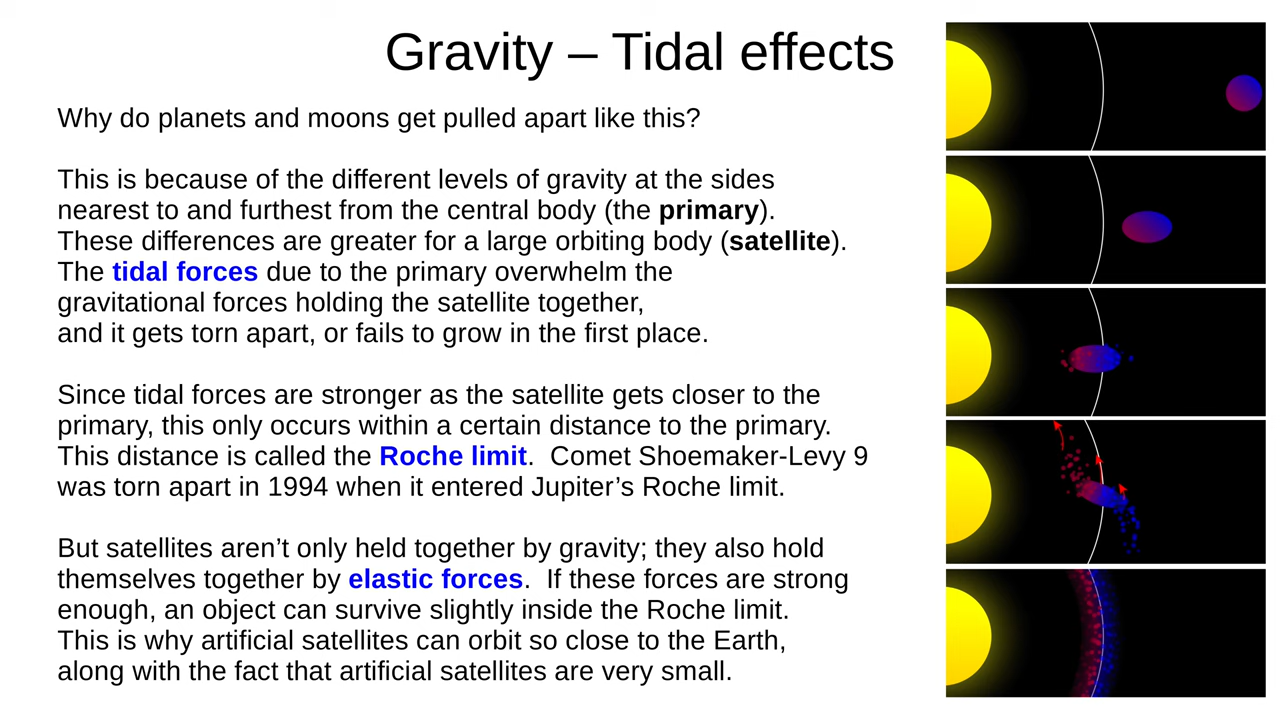 Gravity – Tidal effects
Why do planets and moons get pulled apart like this?
This is because of the different levels of gravity at the sides
nearest to and furthest from the central body (the primary).
These differences are greater for a large orbiting body (satellite).
The tidal forces due to the primary overwhelm the
gravitational forces holding the satellite together,
and it gets torn apart, or fails to grow in the first place.
Since tidal forces are stronger as the satellite gets closer to the
primary, this only occurs within a certain distance to the primary.
This distance is called the Roche limit.  Comet Shoemaker-Levy 9
was torn apart in 1994 when it entered Jupiter’s Roche limit.
But satellites aren’t only held together by gravity; they also hold
themselves together by elastic forces.  If these forces are strong
enough, an object can survive slightly inside the Roche limit.
This is why artificial satellites can orbit so close to the Earth,
along with the fact that artificial satellites are very small.